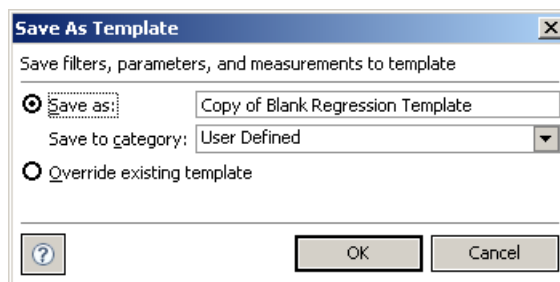 Save As Template
Save filters, parameters, and measurements to template
Save as: Copy of Blank Regression Template
Save to category: User Defined
Override existing template
? OK Cancel